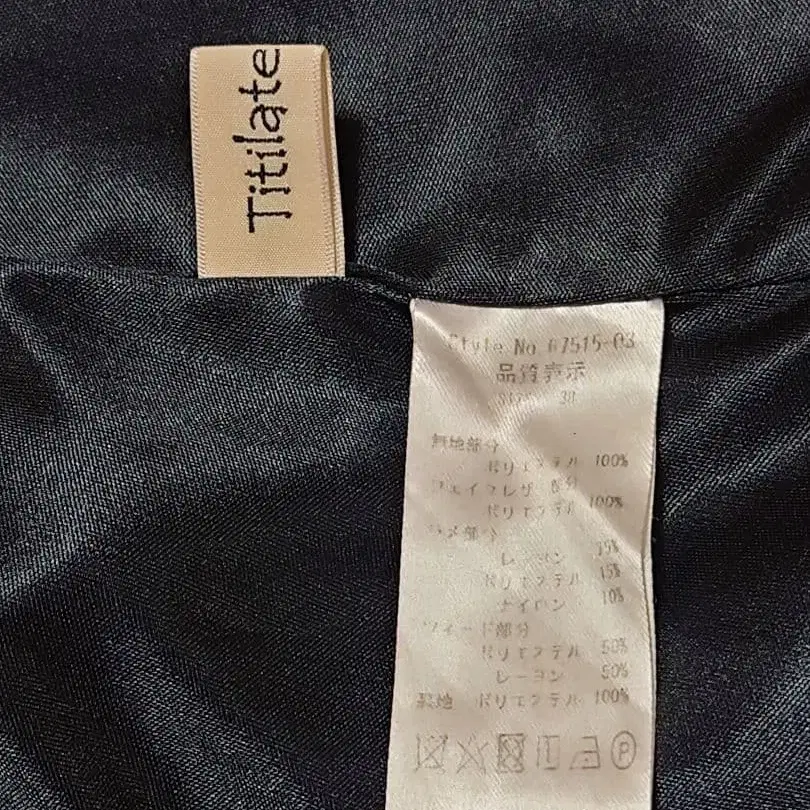 Titilate
Style No 67515-03
品質表示
SIZE 38
無地部分
ポリエステル 100%
フェイクレザー部分
ポリエステル 100%
ラメ部分
レーヨン
ポリエステル 15%
ナイロン 10%
ツイード部分
ポリエステル 50%
レーヨン 50%
裏地 ポリエステル 100%